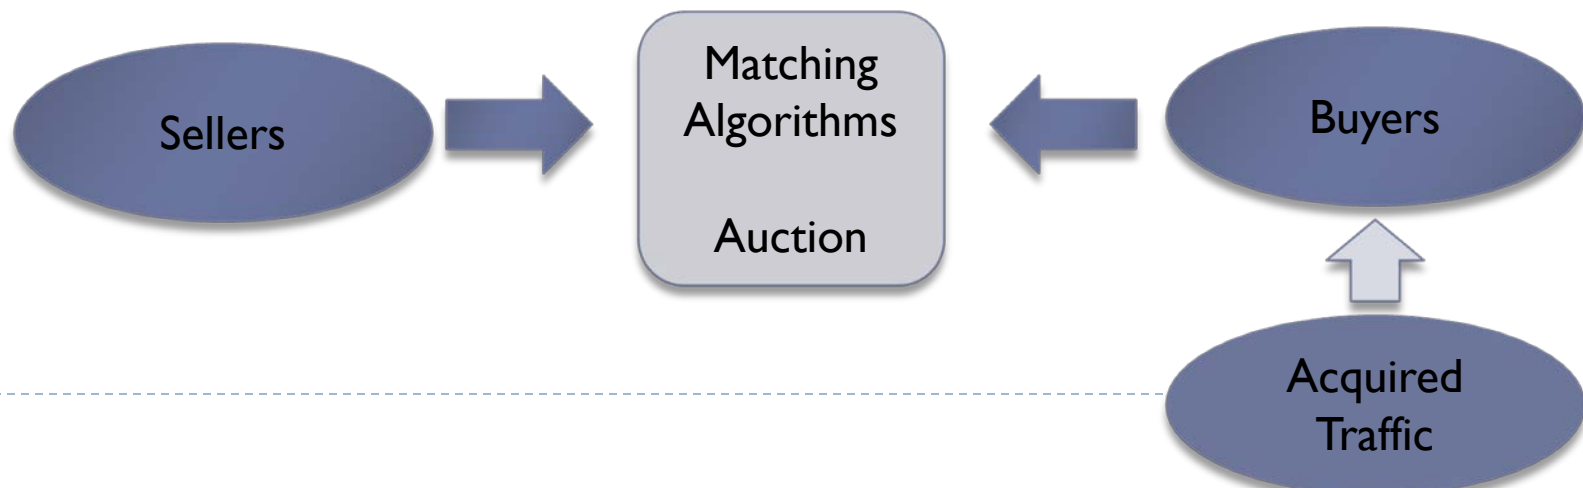 Sellers
Matching
Algorithms
Auction
Buyers
Acquired
Traffic